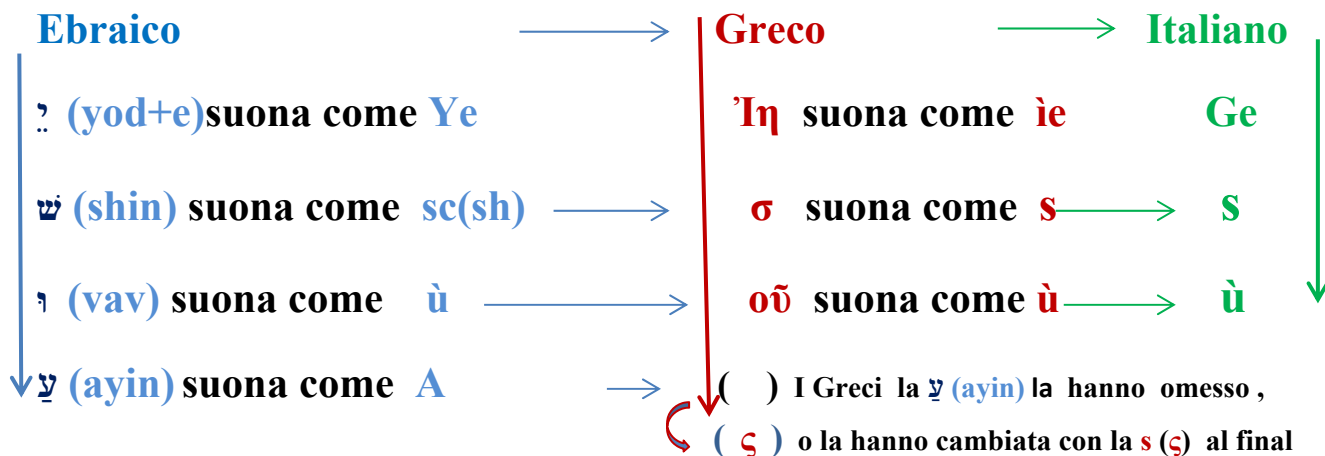 Ebraico Greco Italiano
יֵ (yod+e)suona come Ye Ἰη suona come ìe Ge
שׁ (shin) suona come sc(sh) σ suona come s s
וּ (vav) suona come ù οῦ suona come ù ù
עַ (ayin) suona come A ( ) I Greci la עַ (ayin) la hanno omesso ,
( ς ) o la hanno cambiata con la s (ς) al final